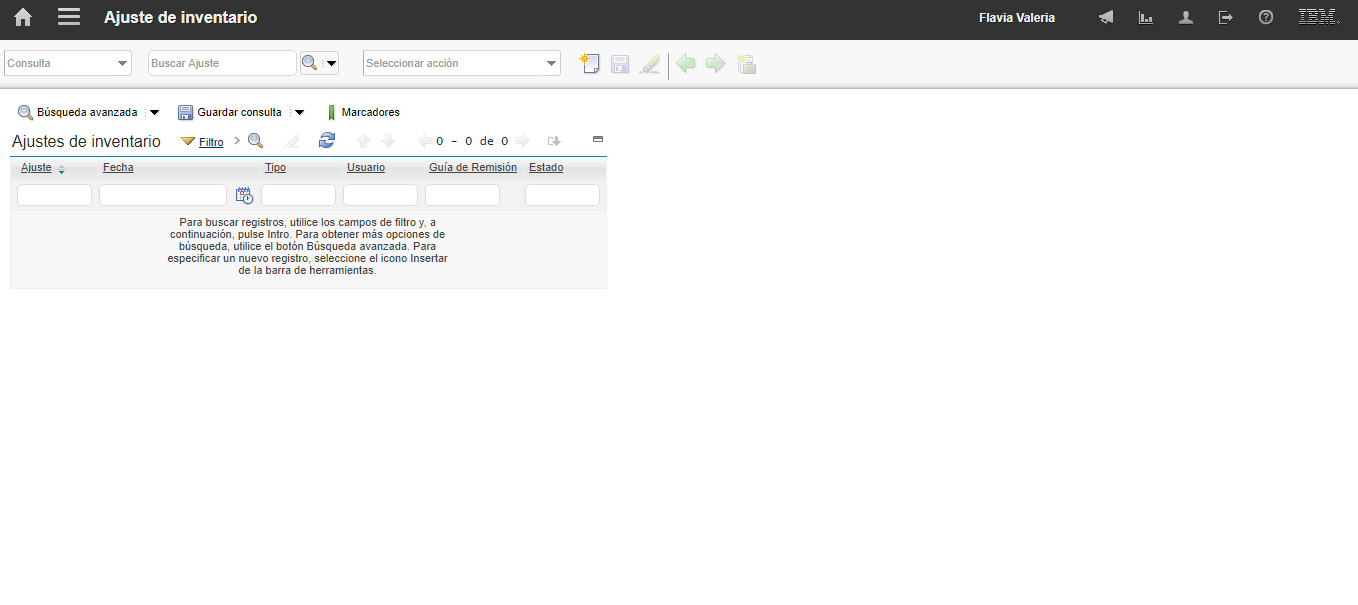 Ajuste de inventario
Flavia Valeria
IBM.
Consulta
Buscar Ajuste
Seleccionar acción
Búsqueda avanzada
Guardar consulta
Marcadores
Ajustes de inventario
Filtro
0 - 0 de 0
Ajuste
Fecha
Tipo
Usuario
Guía de Remisión
Estado
Para buscar registros, utilice los campos de filtro y, a
continuación, pulse Intro. Para obtener más opciones de
búsqueda, utilice el botón Búsqueda avanzada. Para
especificar un nuevo registro, seleccione el icono Insertar
de la barra de herramientas.